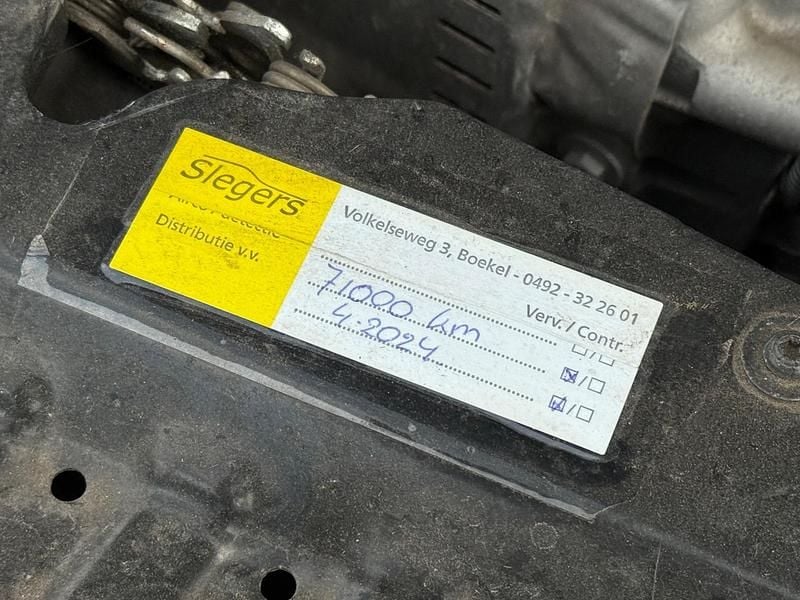 Slegers
Distributie v.v.
Volkelseweg 3, Boekel - 0492 - 32 26 01
Verv. / Contr.
71000 km
4-2024